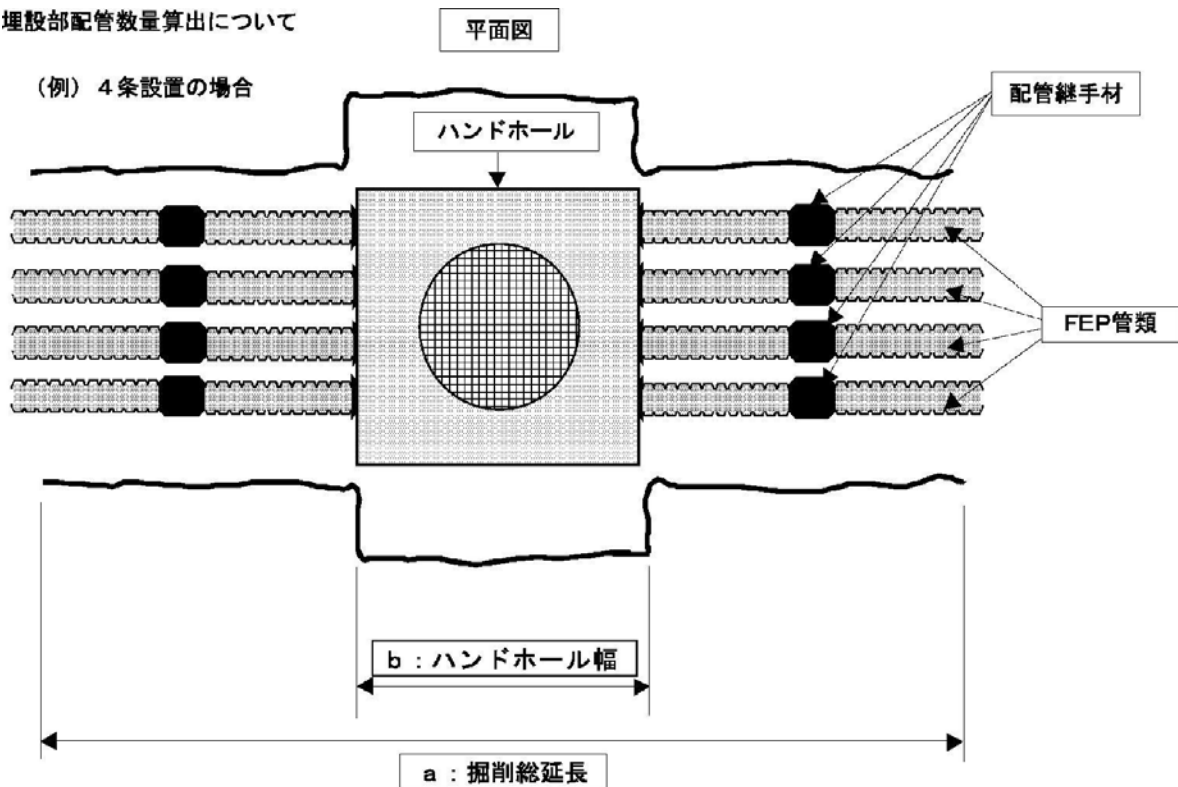 埋設部配管数量算出について
平面図
（例）４条設置の場合
配管継手材
ハンドホール
FEP管類
ｂ：ハンドホール幅
ａ：掘削総延長